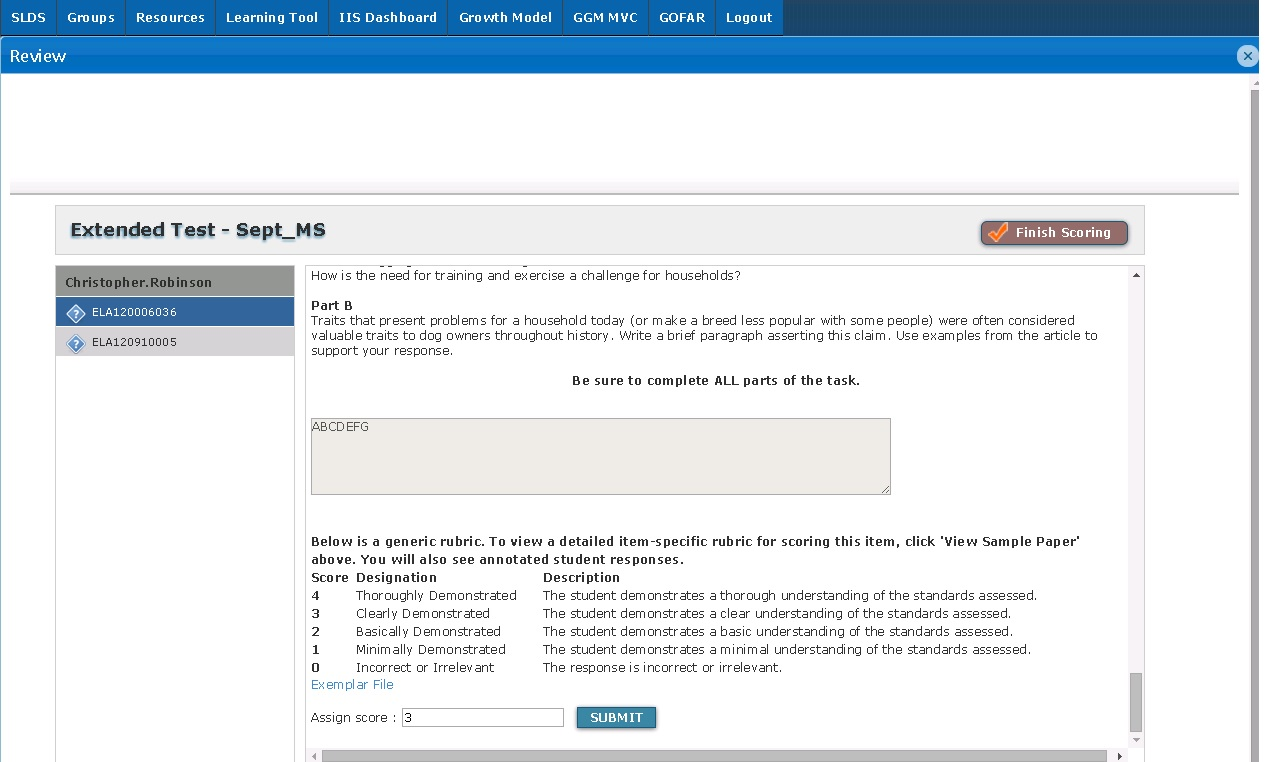 SLDS Groups Resources Learning Tool IIS Dashboard Growth Model GGM MVC GOFAR Logout
Review
Extended Test - Sept_MS
Finish Scoring
Christopher.Robinson
ELA120006036
ELA120910005
How is the need for training and exercise a challenge for households?
Part B
Traits that present problems for a household today (or make a breed less popular with some people) were often considered
valuable traits to dog owners throughout history. Write a brief paragraph asserting this claim. Use examples from the article to
support your response.
Be sure to complete ALL parts of the task.
ABCDEFG
Below is a generic rubric. To view a detailed item-specific rubric for scoring this item, click 'View Sample Paper'
above. You will also see annotated student responses.
Score Designation Description
4 Thoroughly Demonstrated The student demonstrates a thorough understanding of the standards assessed.
3 Clearly Demonstrated The student demonstrates a clear understanding of the standards assessed.
2 Basically Demonstrated The student demonstrates a basic understanding of the standards assessed.
1 Minimally Demonstrated The student demonstrates a minimal understanding of the standards assessed.
0 Incorrect or Irrelevant The response is incorrect or irrelevant.
Exemplar File
Assign score : 3 SUBMIT